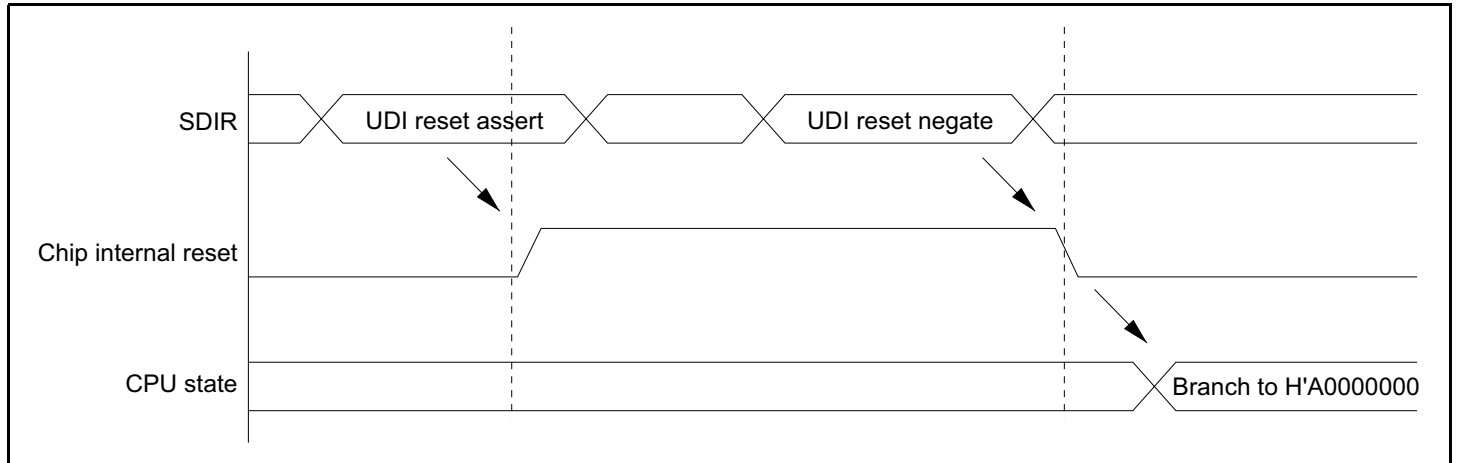 SDIR
UDI reset assert
UDI reset negate
Chip internal reset
CPU state
Branch to H'A0000000